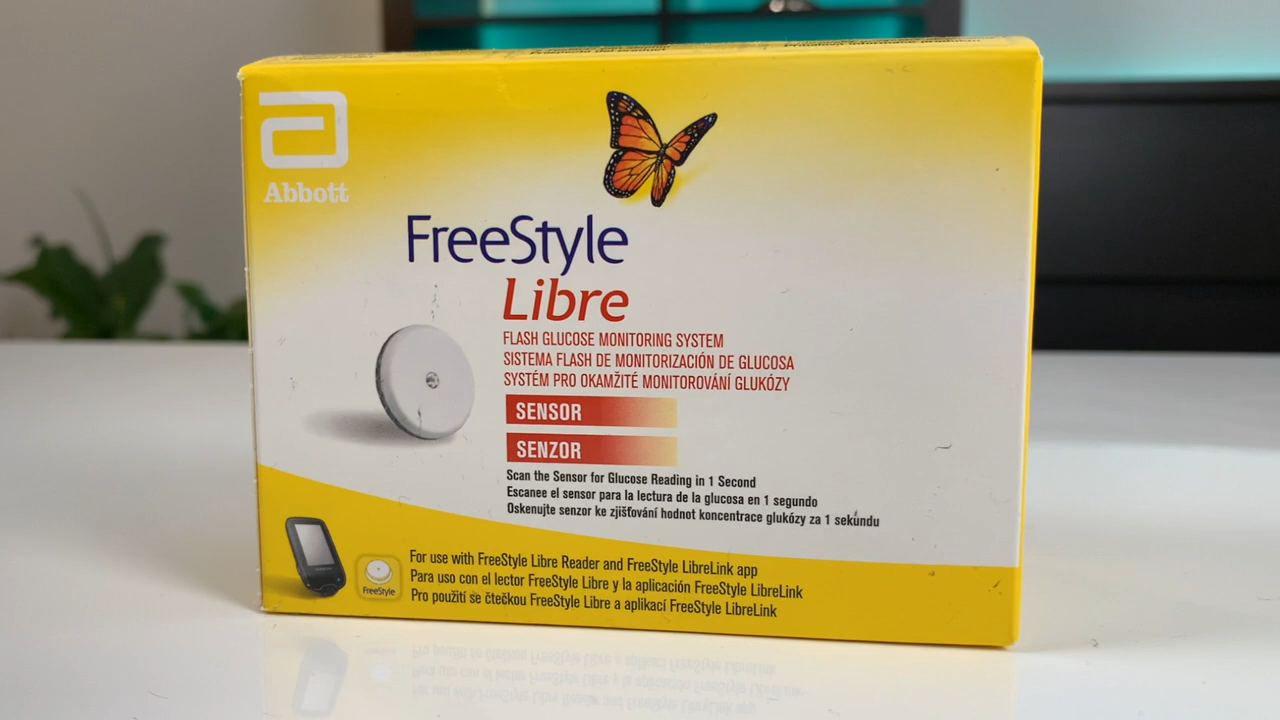 Abbott
FreeStyle
Libre
FLASH GLUCOSE MONITORING SYSTEM
SISTEMA FLASH DE MONITORIZACIÓN DE GLUCOSA
SYSTÉM PRO OKAMŽITÉ MONITOROVÁNÍ GLUKÓZY
SENSOR
SENZOR
Scan the Sensor for Glucose Reading in 1 Second
Escanee el sensor para la lectura de la glucosa en 1 segundo
Oskenujte senzor ke zjišťování hodnot koncentrace glukózy za 1 sekundu
For use with FreeStyle Libre Reader and FreeStyle LibreLink app
Para uso con el lector FreeStyle Libre y la aplicación FreeStyle LibreLink
Pro použití se čtečkou FreeStyle Libre a aplikací FreeStyle LibreLink
FreeStyle